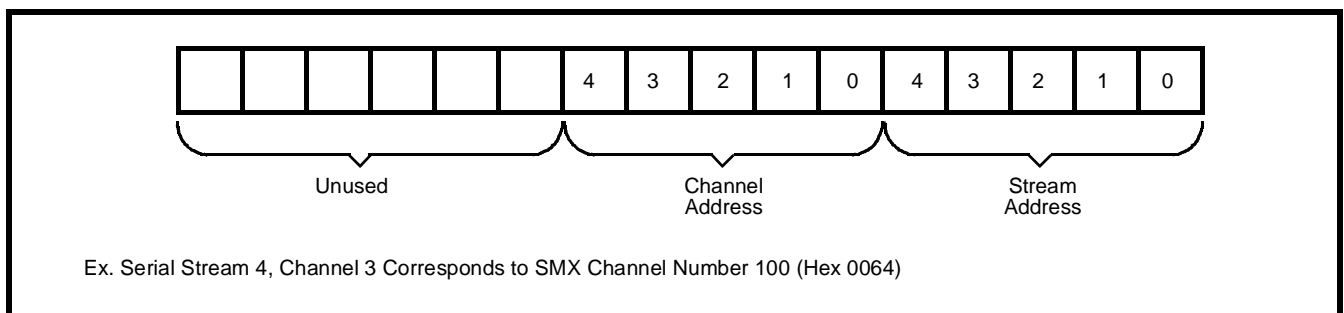 4 3 2 1 0 4 3 2 1 0
Unused
Channel
Address
Stream
Address
Ex. Serial Stream 4, Channel 3 Corresponds to SMX Channel Number 100 (Hex 0064)